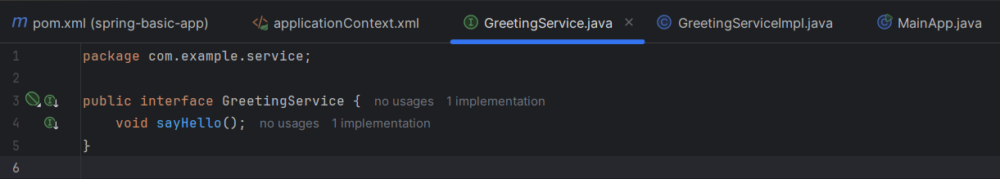 m pom.xml (spring-basic-app) </> applicationContext.xml I GreetingService.java × C GreetingServiceImpl.java C MainApp.java
1 package com.example.service;
2
3 public interface GreetingService { no usages 1 implementation
4 void sayHello(); no usages 1 implementation
5 }
6